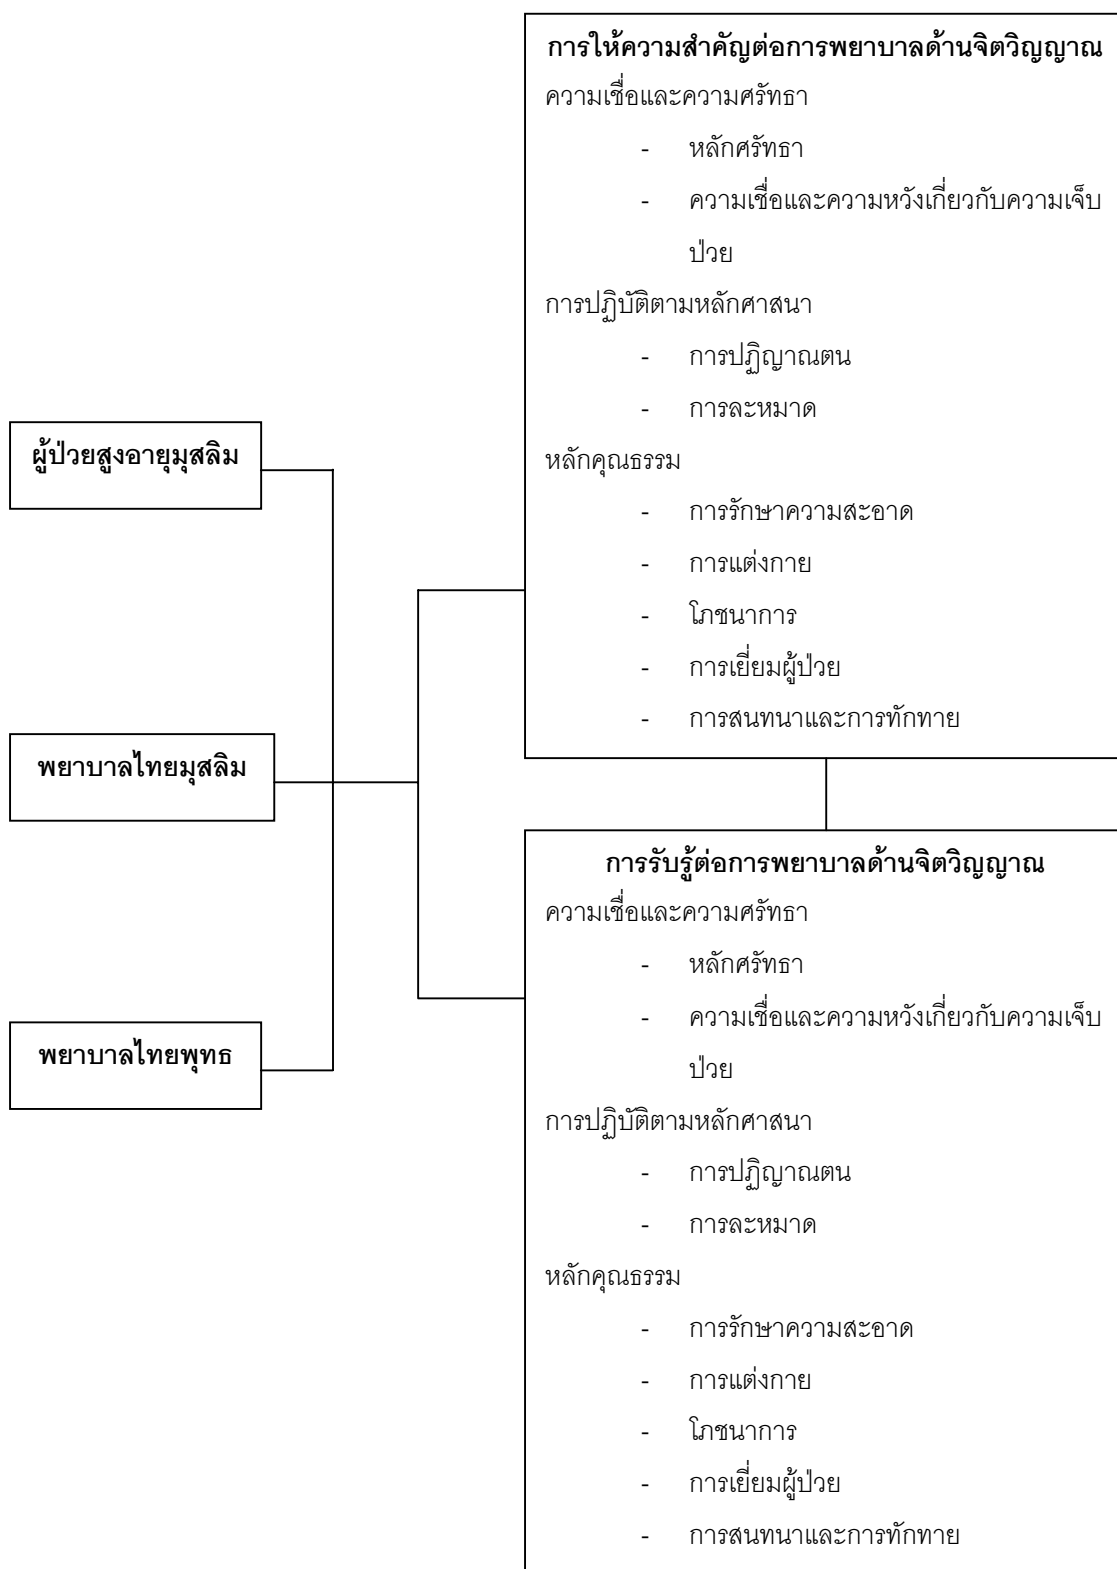 การให้ความสำคัญต่อการพยาบาลด้านจิตวิญญาณ
ความเชื่อและความศรัทธา
- หลักศรัทธา
- ความเชื่อและความหวังเกี่ยวกับความเจ็บ
ป่วย
การปฏิบัติตามหลักศาสนา
- การปฏิญาณตน
- การละหมาด
หลักคุณธรรม
- การรักษาความสะอาด
- การแต่งกาย
- โภชนาการ
- การเยี่ยมผู้ป่วย
- การสนทนาและการทักทาย
ผู้ป่วยสูงอายุมุสลิม
พยาบาลไทยมุสลิม
พยาบาลไทยพุทธ
การรับรู้ต่อการพยาบาลด้านจิตวิญญาณ
ความเชื่อและความศรัทธา
- หลักศรัทธา
- ความเชื่อและความหวังเกี่ยวกับความเจ็บ
ป่วย
การปฏิบัติตามหลักศาสนา
- การปฏิญาณตน
- การละหมาด
หลักคุณธรรม
- การรักษาความสะอาด
- การแต่งกาย
- โภชนาการ
- การเยี่ยมผู้ป่วย
- การสนทนาและการทักทาย